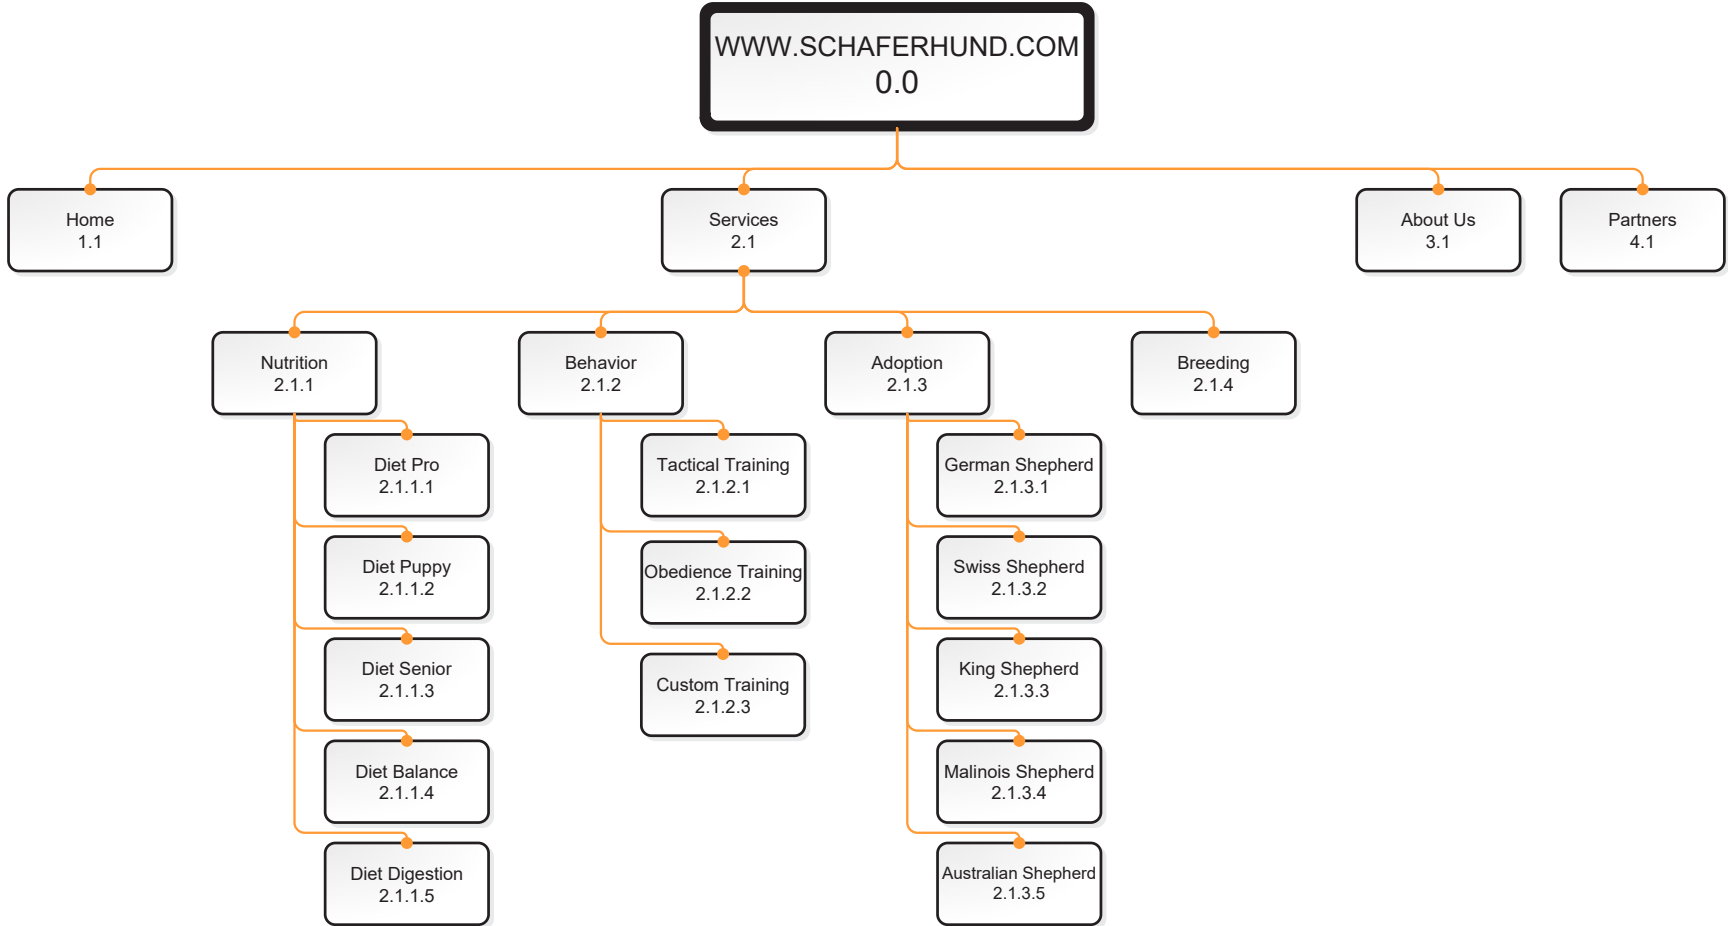 WWW.SCHAFERHUND.COM
0.0
Home
1.1
Services
2.1
About Us
3.1
Partners
4.1
Nutrition
2.1.1
Behavior
2.1.2
Adoption
2.1.3
Breeding
2.1.4
Diet Pro
2.1.1.1
Diet Puppy
2.1.1.2
Diet Senior
2.1.1.3
Diet Balance
2.1.1.4
Diet Digestion
2.1.1.5
Tactical Training
2.1.2.1
Obedience Training
2.1.2.2
Custom Training
2.1.2.3
German Shepherd
2.1.3.1
Swiss Shepherd
2.1.3.2
King Shepherd
2.1.3.3
Malinois Shepherd
2.1.3.4
Australian Shepherd
2.1.3.5